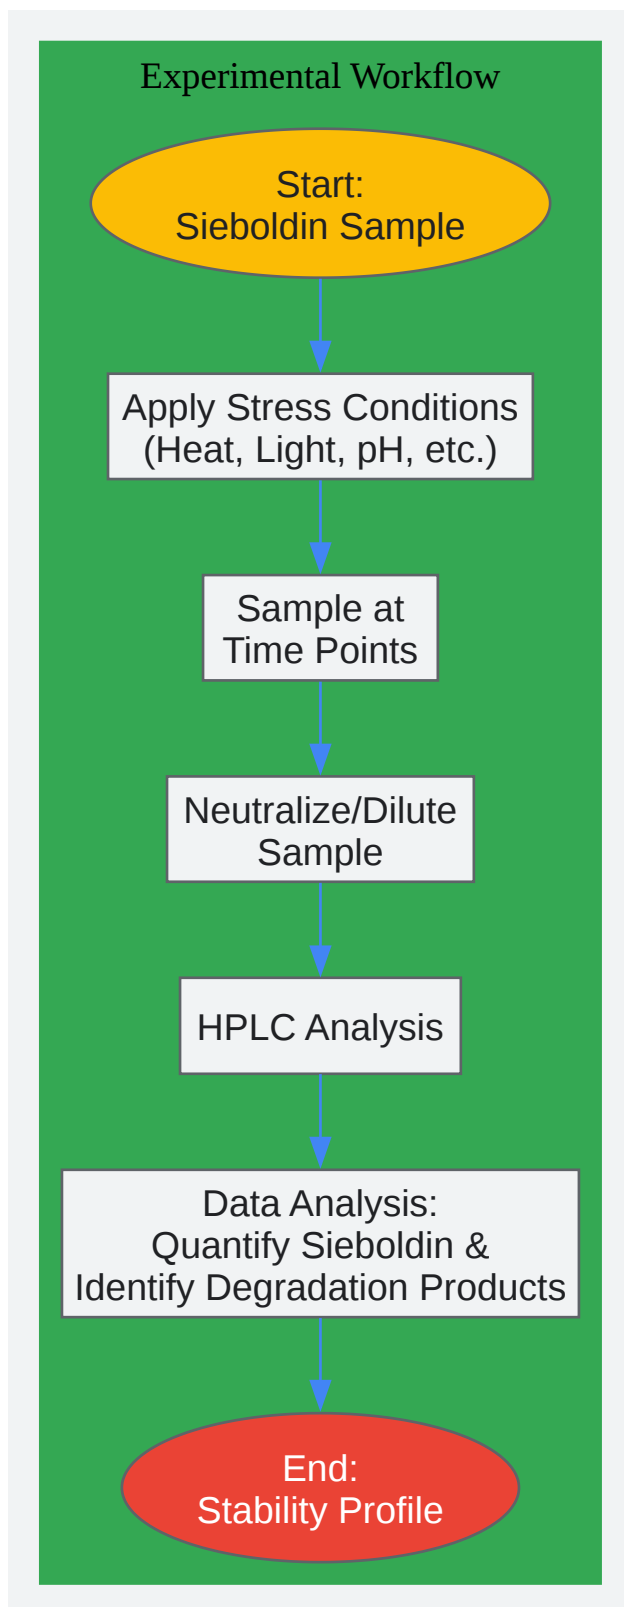 Experimental Workflow
Start:
Sieboldin Sample
Apply Stress Conditions
(Heat, Light, pH, etc.)
Sample at
Time Points
Neutralize/Dilute
Sample
HPLC Analysis
Data Analysis:
Quantify Sieboldin &
Identify Degradation Products
End:
Stability Profile